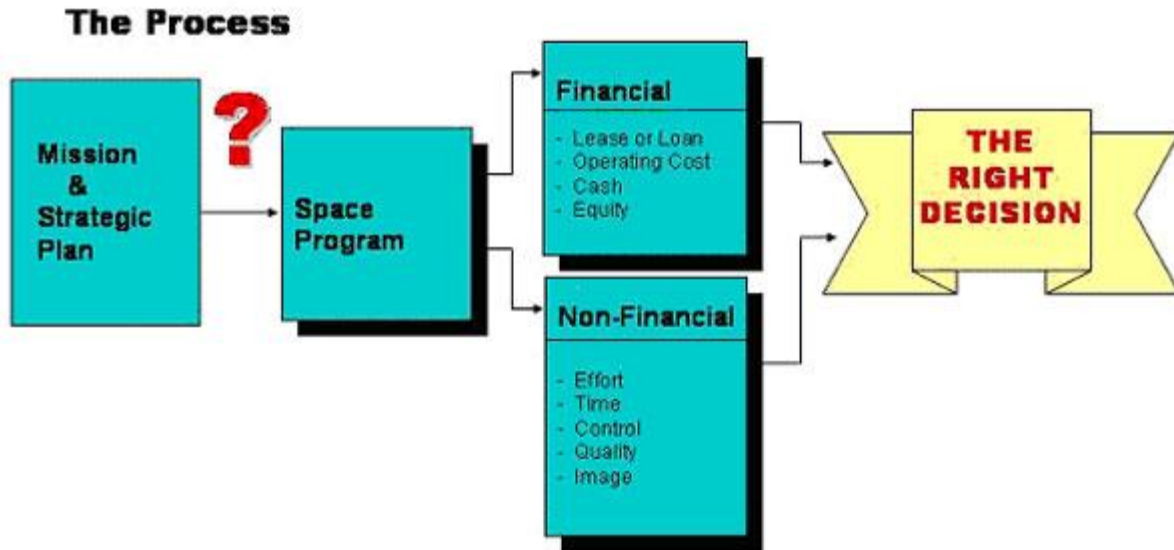 The Process
Mission
&
Strategic
Plan
?
Space
Program
Financial
- Lease or Loan
- Operating Cost
- Cash
- Equity
Non-Financial
- Effort
- Time
- Control
- Quality
- Image
THE
RIGHT
DECISION